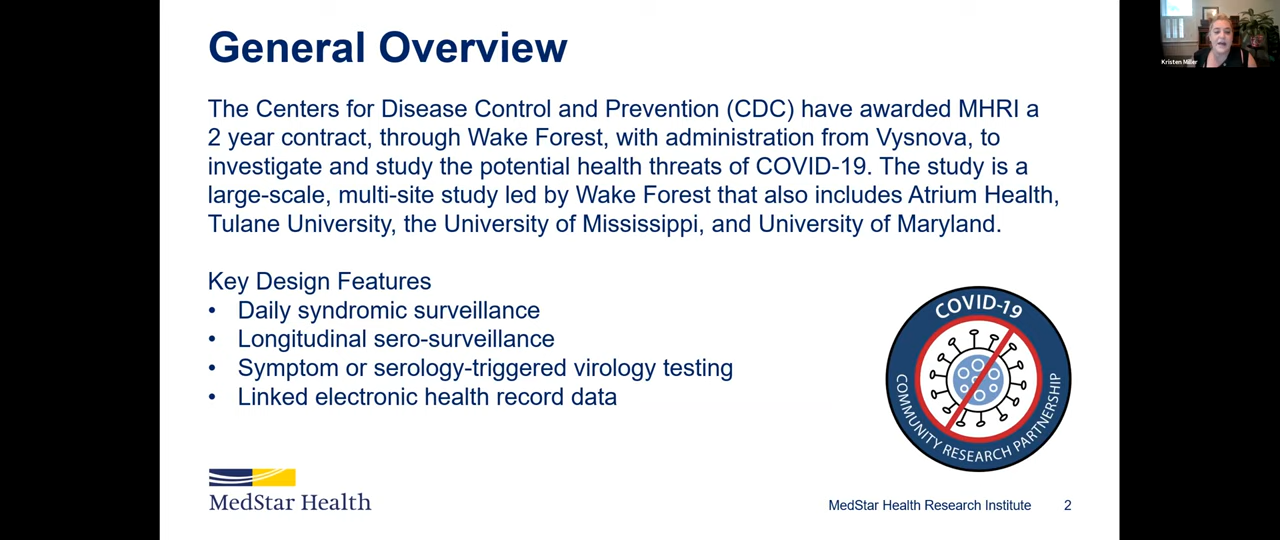 General Overview
Kristen Miller
The Centers for Disease Control and Prevention (CDC) have awarded MHRI a
2 year contract, through Wake Forest, with administration from Vysnova, to
investigate and study the potential health threats of COVID-19. The study is a
large-scale, multi-site study led by Wake Forest that also includes Atrium Health,
Tulane University, the University of Mississippi, and University of Maryland.
Key Design Features
• Daily syndromic surveillance
• Longitudinal sero-surveillance
• Symptom or serology-triggered virology testing
• Linked electronic health record data
COVID-19
COMMUNITY RESEARCH PARTNERSHIP
MedStar Health
MedStar Health Research Institute 2